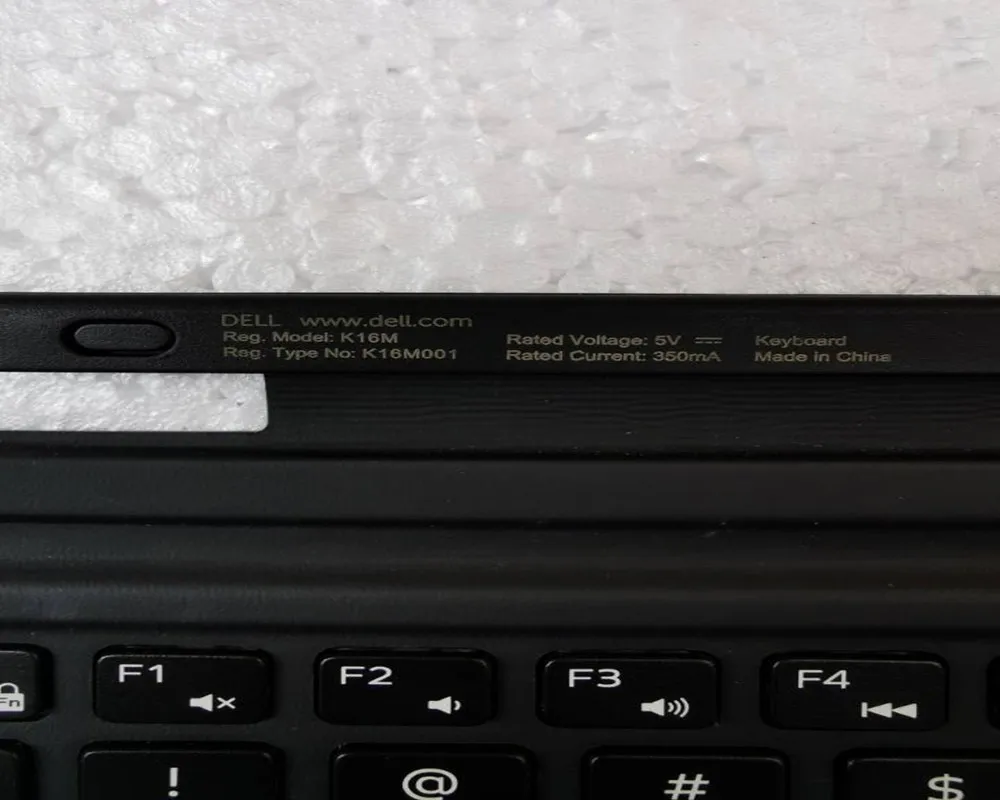 DELL www.dell.com
Reg. Model: K16M
Reg. Type No: K16M001
Rated Voltage: 5V ⎓
Rated Current: 350mA
Keyboard
Made in China
Fn
F1
F2
F3
F4
! @ # $